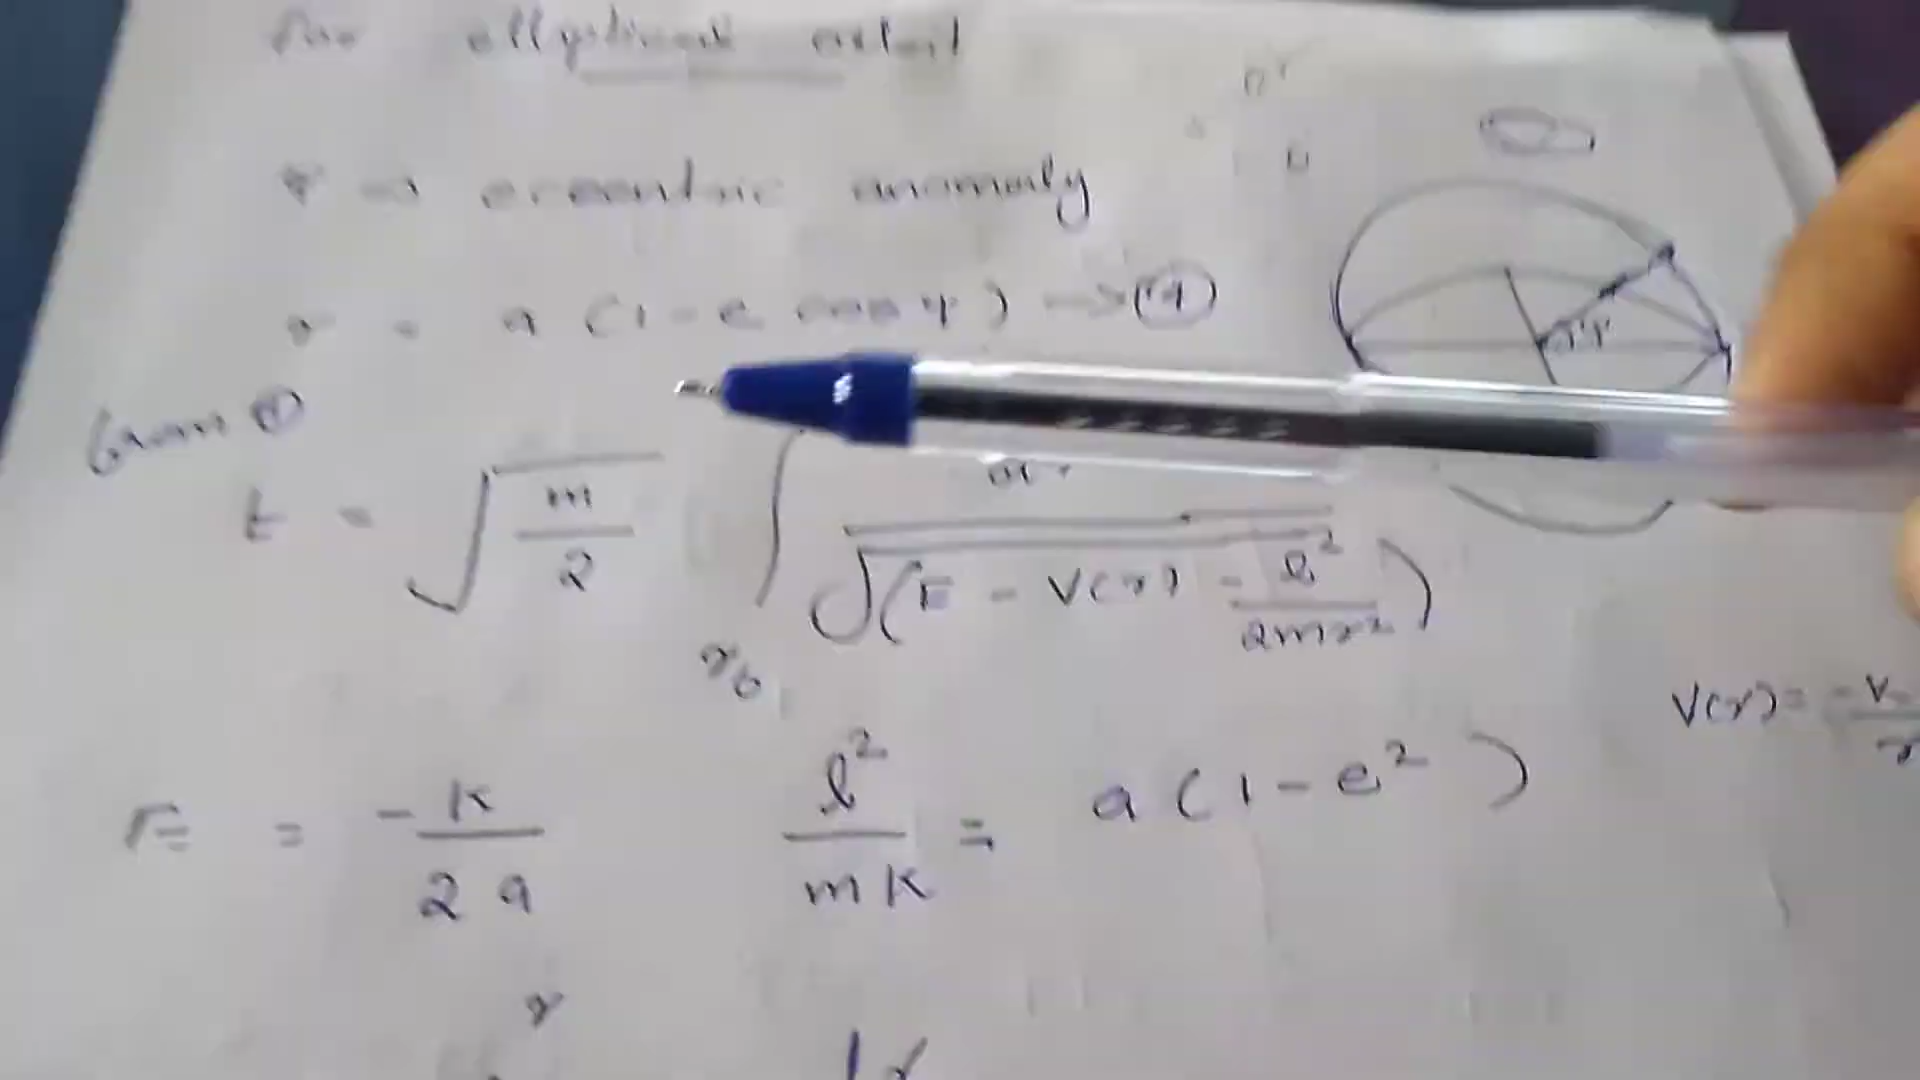 For ellyptical orbit
ψ → eccentric anomaly
r = a (1 - e cos ψ) → (4)
from ①
t = √(m/2) ∫ r₀ dr / √(E - V(r) - l²/2mr²)
V(r) = -k/r
E = -k/2a l²/mk = a(1 - e²)
r